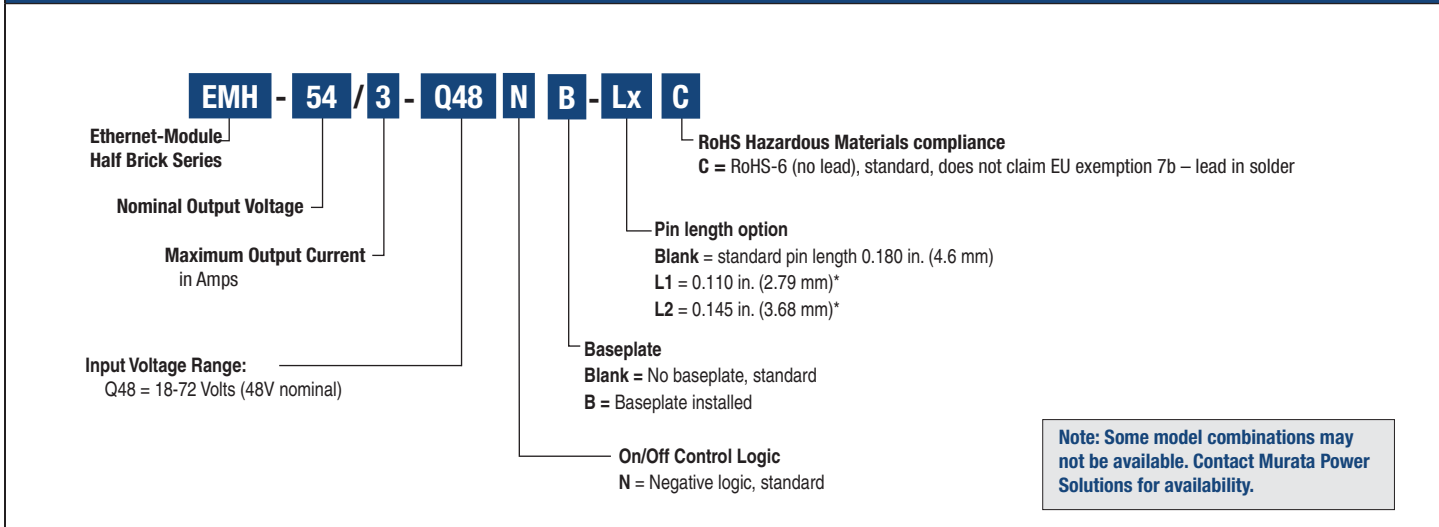 EMH - 54 / 3 - Q48 N B - Lx C
Ethernet-Module
Half Brick Series
RoHS Hazardous Materials compliance
C = RoHS-6 (no lead), standard, does not claim EU exemption 7b – lead in solder
Nominal Output Voltage
Pin length option
Blank = standard pin length 0.180 in. (4.6 mm)
L1 = 0.110 in. (2.79 mm)*
L2 = 0.145 in. (3.68 mm)*
Maximum Output Current
in Amps
Baseplate
Blank = No baseplate, standard
B = Baseplate installed
Input Voltage Range:
Q48 = 18-72 Volts (48V nominal)
On/Off Control Logic
N = Negative logic, standard
Note: Some model combinations may
not be available. Contact Murata Power
Solutions for availability.